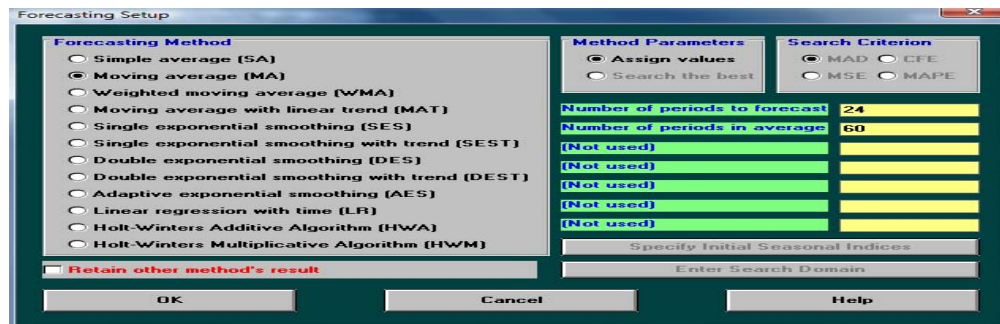 Forecasting Setup
Forecasting Method
Simple average (SA)
Moving average (MA)
Weighted moving average (WMA)
Moving average with linear trend (MAT)
Single exponential smoothing (SES)
Single exponential smoothing with trend (SEST)
Double exponential smoothing (DES)
Double exponential smoothing with trend (DEST)
Adaptive exponential smoothing (AES)
Linear regression with time (LR)
Holt-Winters Additive Algorithm (HWA)
Holt-Winters Multiplicative Algorithm (HWM)
Retain other method's result
Method Parameters
Assign values
Search the best
Search Criterion
MAD CFE
MSE MAPE
Number of periods to forecast 24
Number of periods in average 60
(Not used)
(Not used)
(Not used)
(Not used)
(Not used)
Specify Initial Seasonal Indices
Enter Search Domain
OK Cancel Help